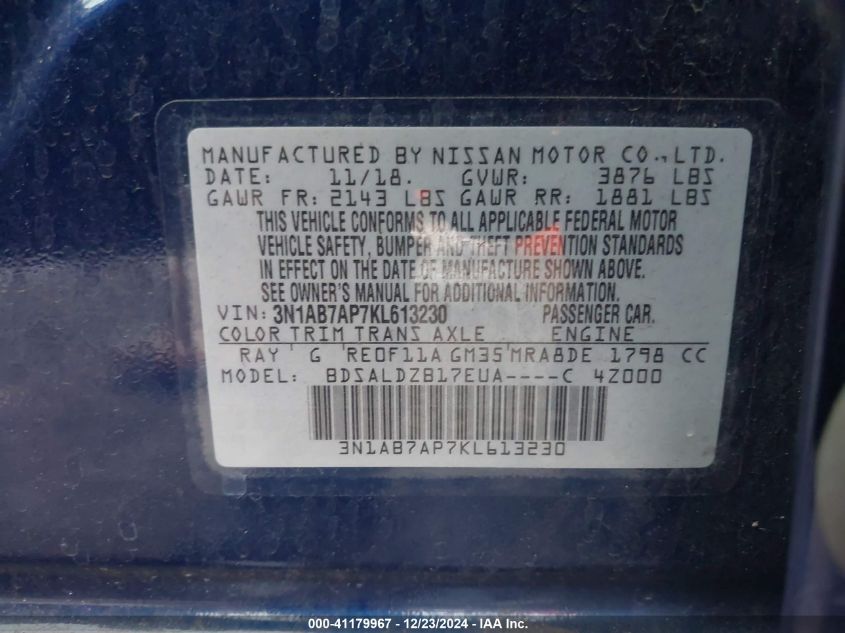 MANUFACTURED BY NISSAN MOTOR CO.,LTD.
DATE: 11/18. GVWR: 3876 LBS
GAWR FR: 2143 LBS GAWR RR: 1881 LBS
THIS VEHICLE CONFORMS TO ALL APPLICABLE FEDERAL MOTOR
VEHICLE SAFETY, BUMPER AND THEFT PREVENTION STANDARDS
IN EFFECT ON THE DATE OF MANUFACTURE SHOWN ABOVE.
SEE OWNER'S MANUAL FOR ADDITIONAL INFORMATION.
VIN: 3N1AB7AP7KL613230 PASSENGER CAR.
COLOR TRIM TRANS AXLE ENGINE
RAY G RE0F11A GM35 MRA8DE 1798 CC
MODEL: BDSALDZB17EUA----C 4Z000
3N1AB7AP7KL613230
000-41179967 - 12/23/2024 - IAA Inc.